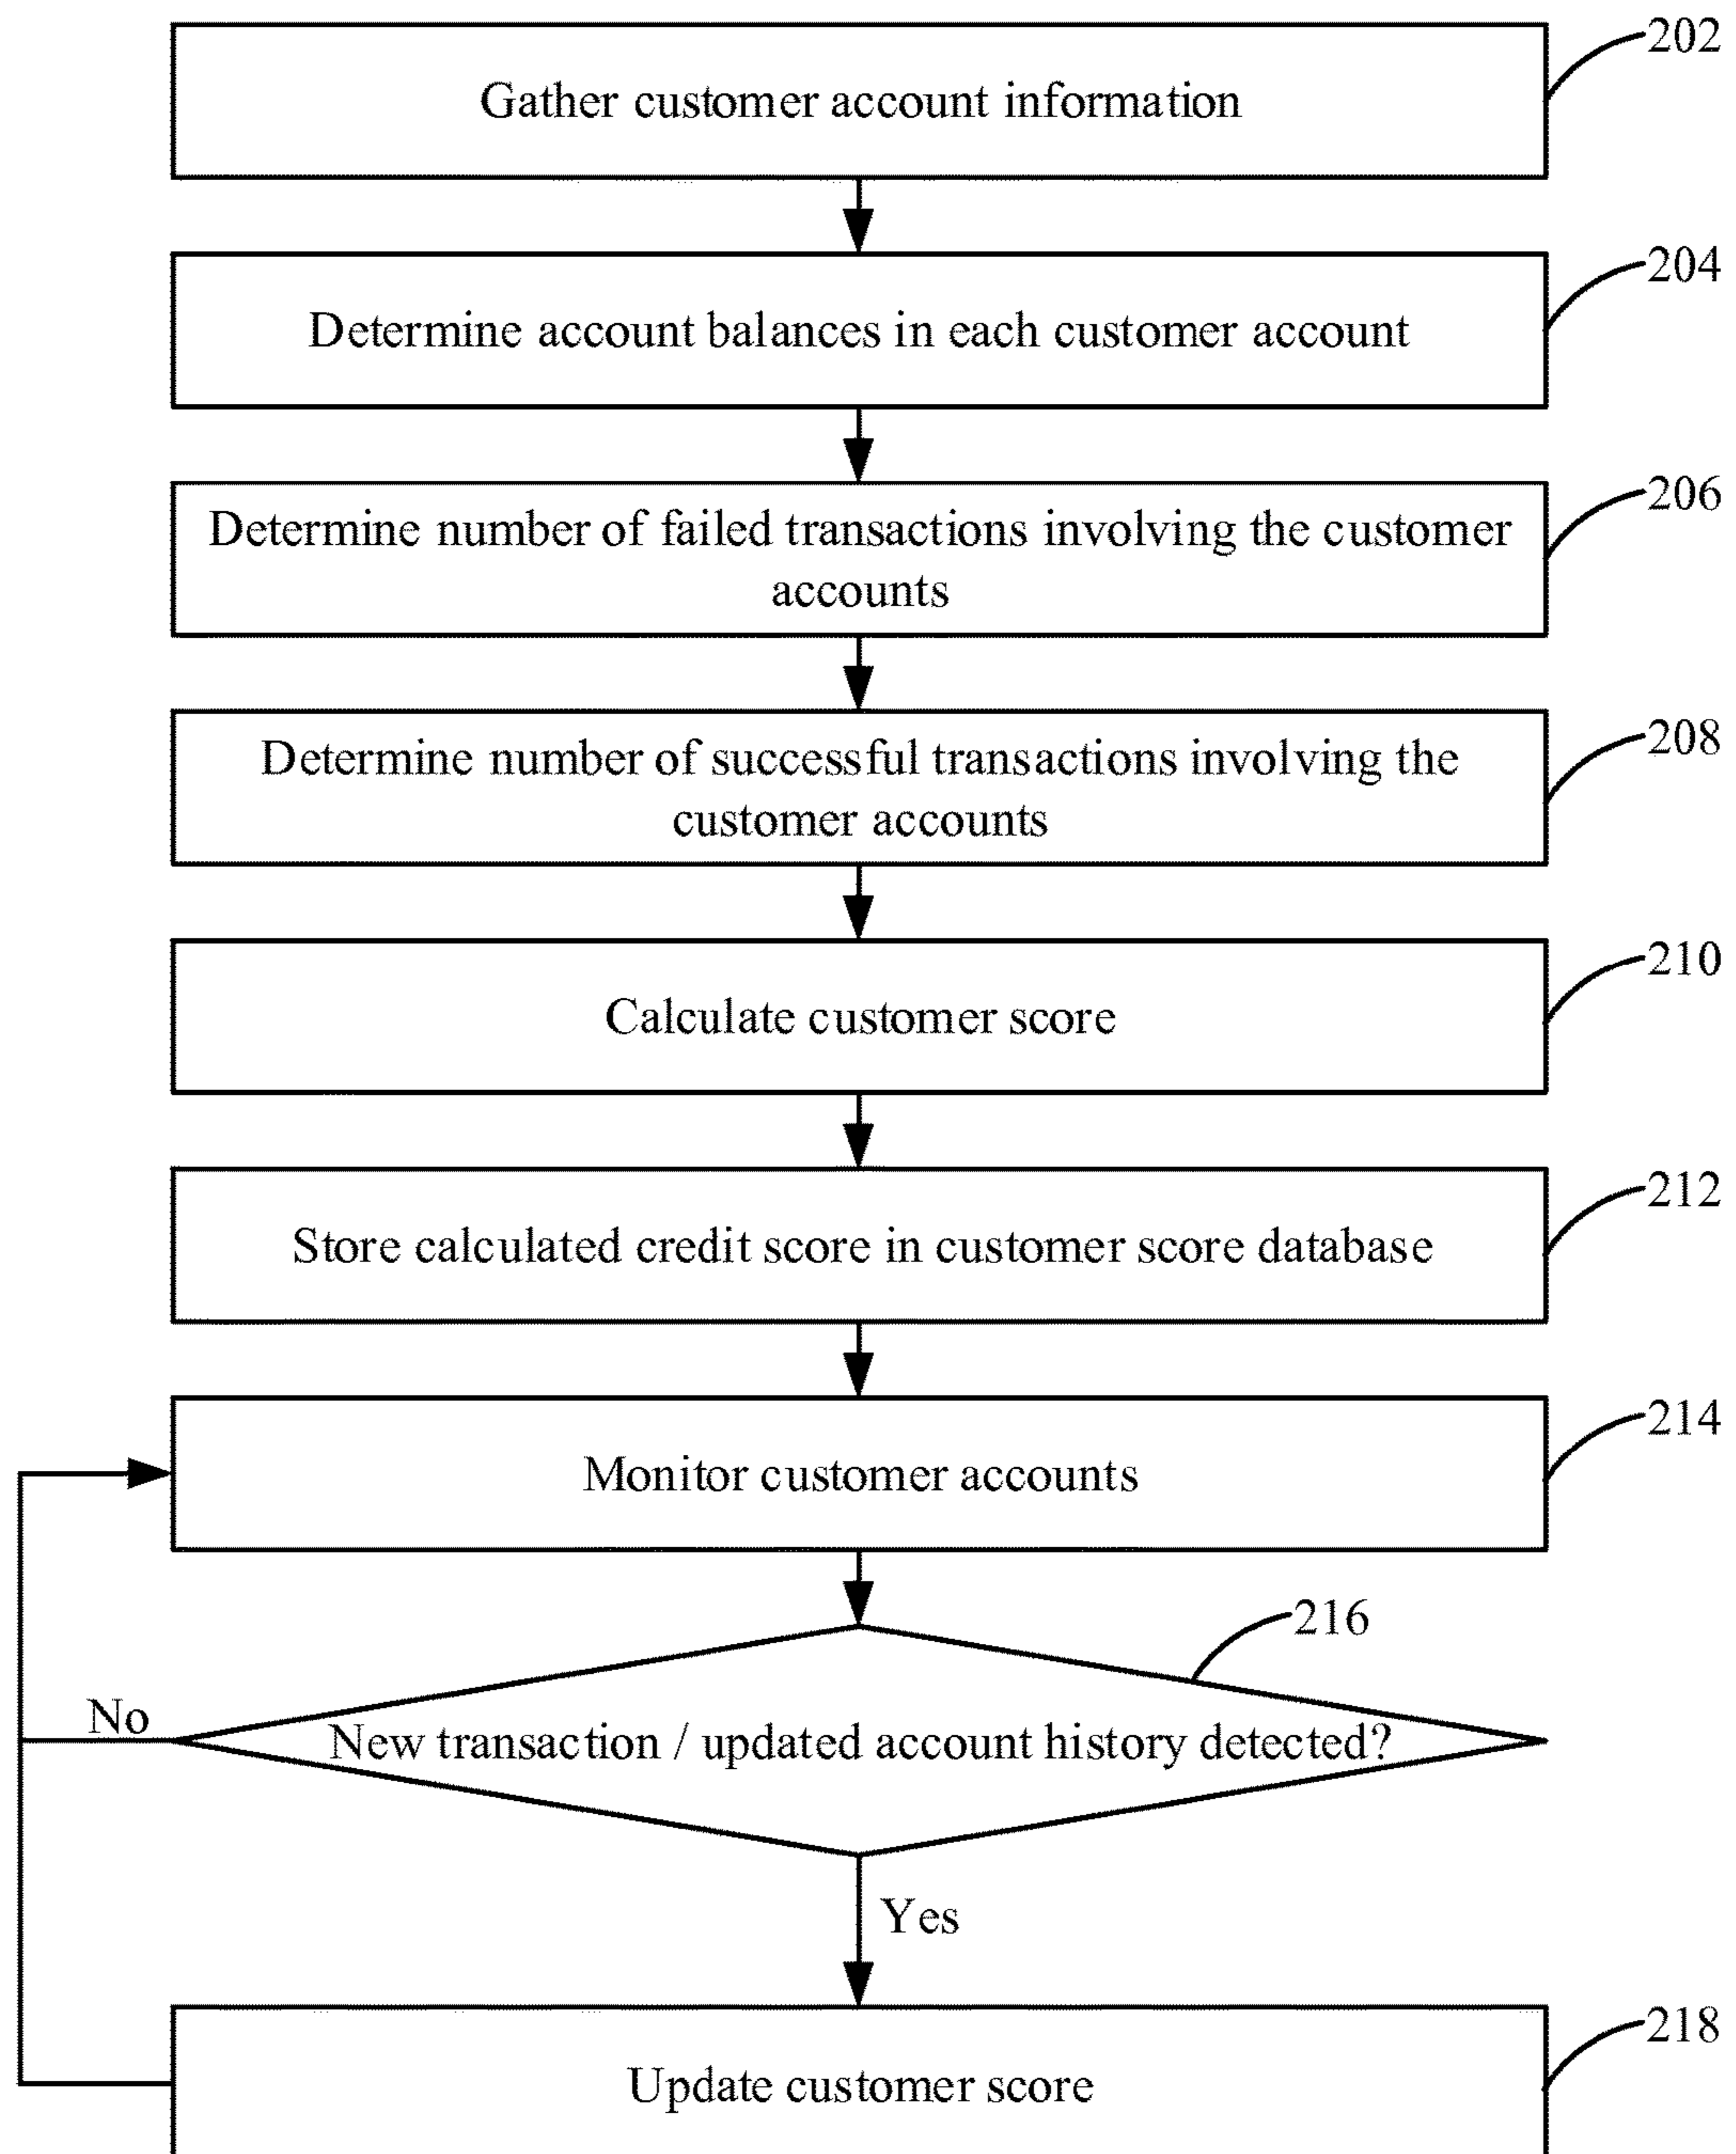 202
Gather customer account information
204
Determine account balances in each customer account
206
Determine number of failed transactions involving the customer
accounts
208
Determine number of successful transactions involving the
customer accounts
210
Calculate customer score
212
Store calculated credit score in customer score database
214
Monitor customer accounts
216
No
New transaction / updated account history detected?
Yes
218
Update customer score